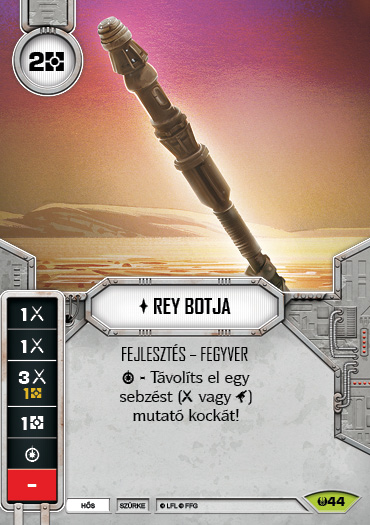 2
REY BOTJA
FEJLESZTÉS – FEGYVER
- Távolíts el egy
sebzést ( vagy )
mutató kockát!
1
1
3
1
1
–
HŐS SZÜRKE © LFL © FFG
44